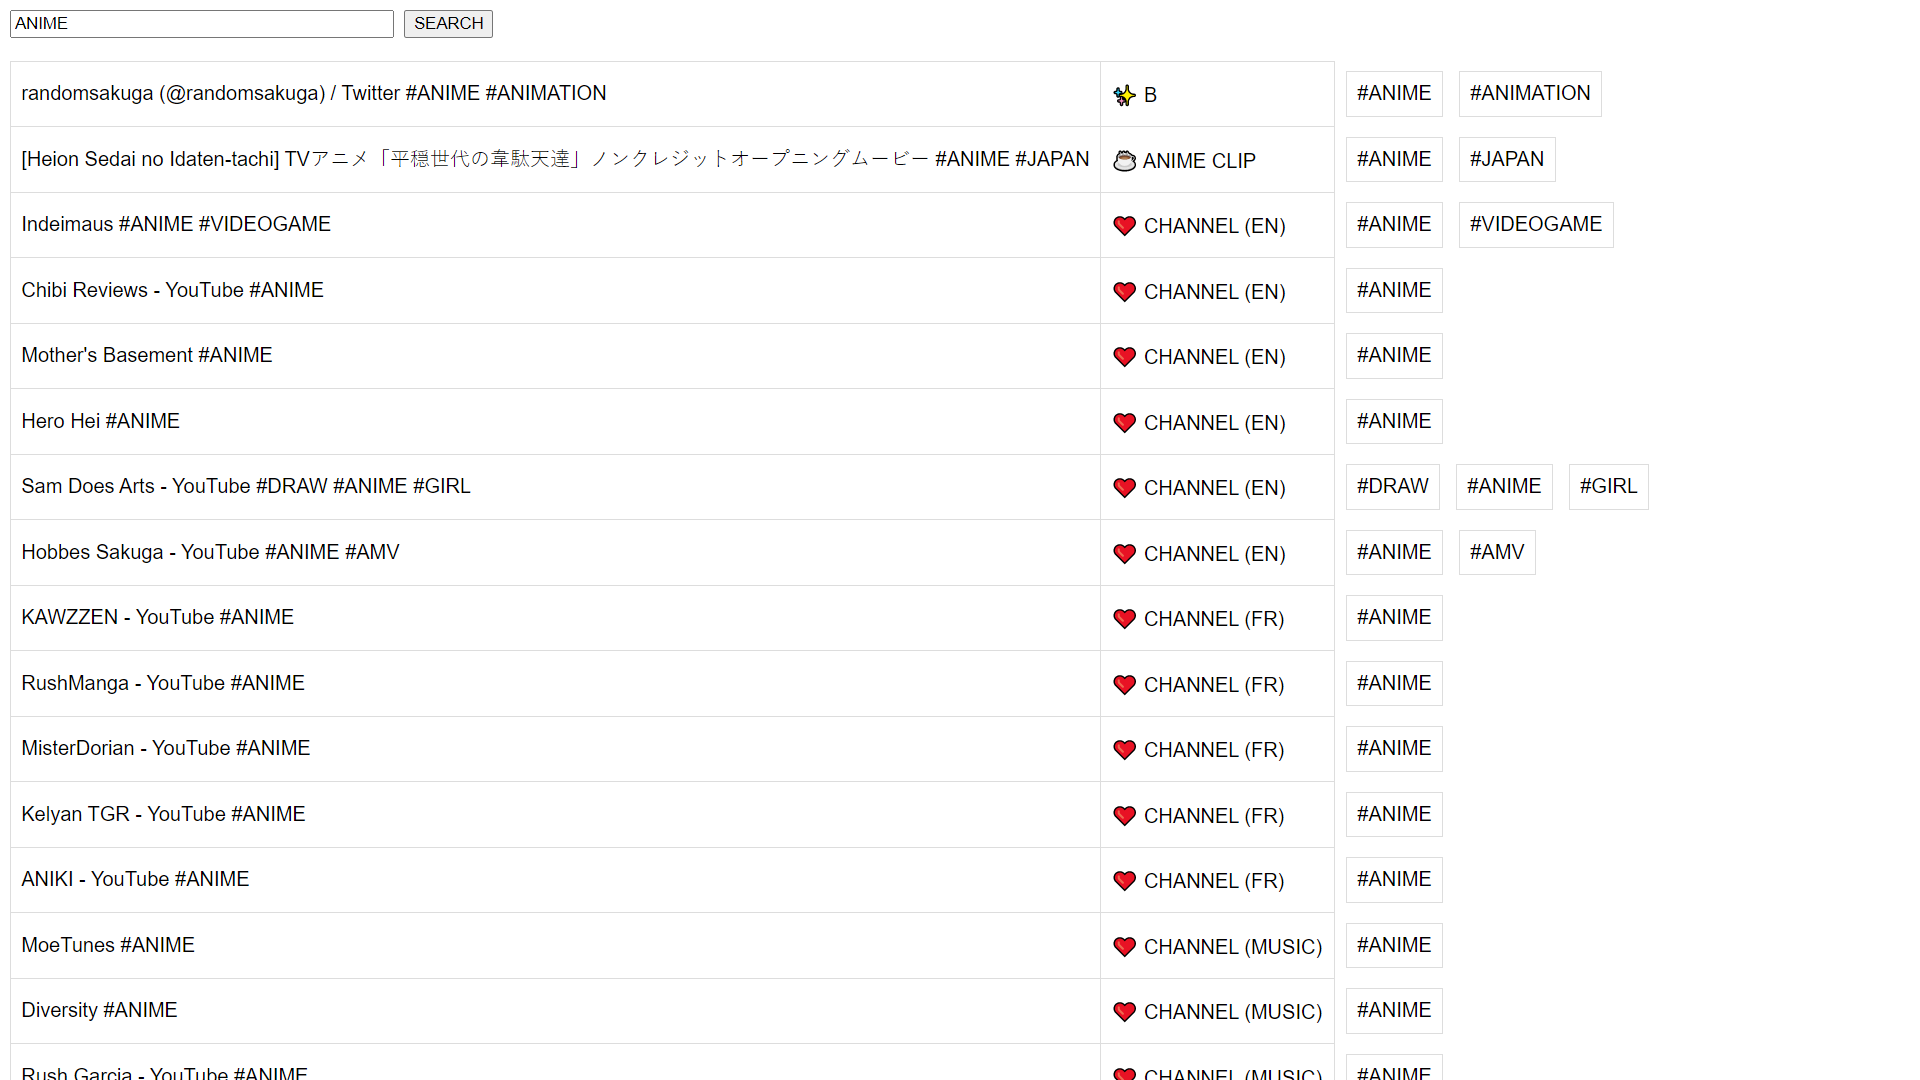 ANIME SEARCH
randomsakuga (@randomsakuga) / Twitter #ANIME #ANIMATION B #ANIME #ANIMATION
[Heion Sedai no Idaten-tachi] TVアニメ「平穏世代の韋駄天達」ノンクレジットオープニングムービー #ANIME #JAPAN ANIME CLIP #ANIME #JAPAN
Indeimaus #ANIME #VIDEOGAME CHANNEL (EN) #ANIME #VIDEOGAME
Chibi Reviews - YouTube #ANIME CHANNEL (EN) #ANIME
Mother's Basement #ANIME CHANNEL (EN) #ANIME
Hero Hei #ANIME CHANNEL (EN) #ANIME
Sam Does Arts - YouTube #DRAW #ANIME #GIRL CHANNEL (EN) #DRAW #ANIME #GIRL
Hobbes Sakuga - YouTube #ANIME #AMV CHANNEL (EN) #ANIME #AMV
KAWZZEN - YouTube #ANIME CHANNEL (FR) #ANIME
RushManga - YouTube #ANIME CHANNEL (FR) #ANIME
MisterDorian - YouTube #ANIME CHANNEL (FR) #ANIME
Kelyan TGR - YouTube #ANIME CHANNEL (FR) #ANIME
ANIKI - YouTube #ANIME CHANNEL (FR) #ANIME
MoeTunes #ANIME CHANNEL (MUSIC) #ANIME
Diversity #ANIME CHANNEL (MUSIC) #ANIME
Rush Garcia - YouTube #ANIME CHANNEL (MUSIC) #ANIME